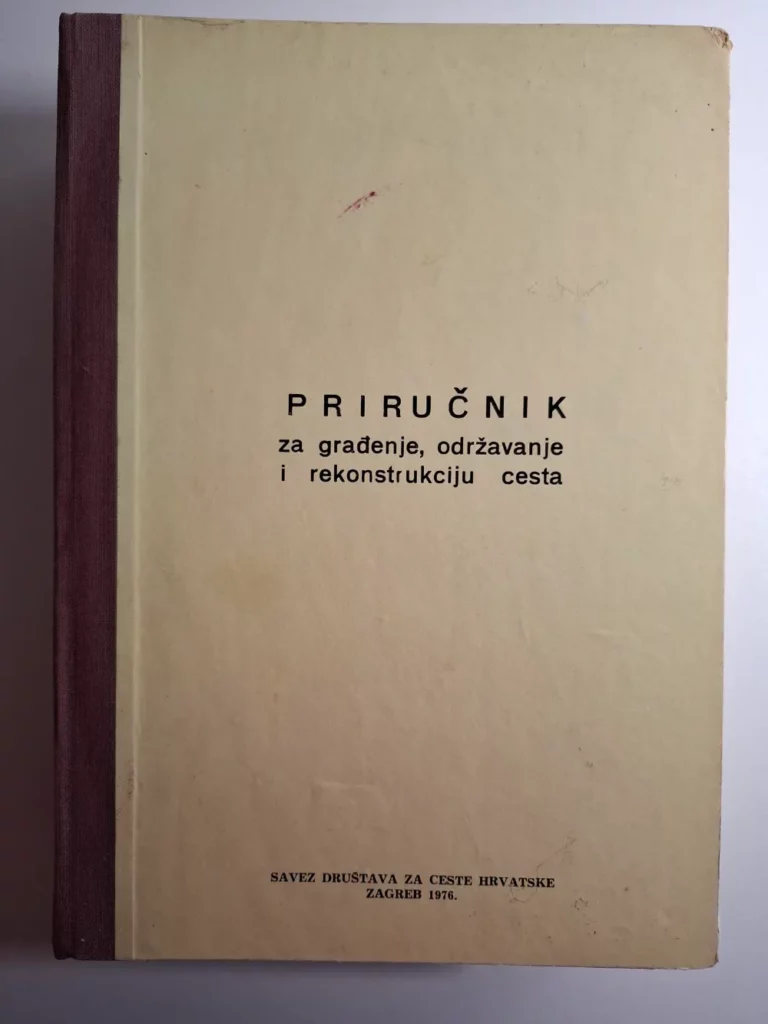 PRIRUČNIK
za građenje, održavanje
i rekonstrukciju cesta
SAVEZ DRUŠTAVA ZA CESTE HRVATSKE
ZAGREB 1976.